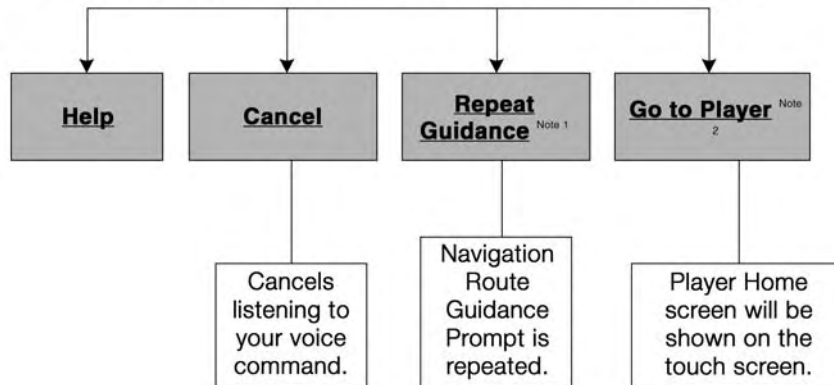 Help
Cancel
Repeat
Guidance Note 1
Go to Player Note
2
Cancels
listening to
your voice
command.
Navigation
Route
Guidance
Prompt is
repeated.
Player Home
screen will be
shown on the
touch screen.